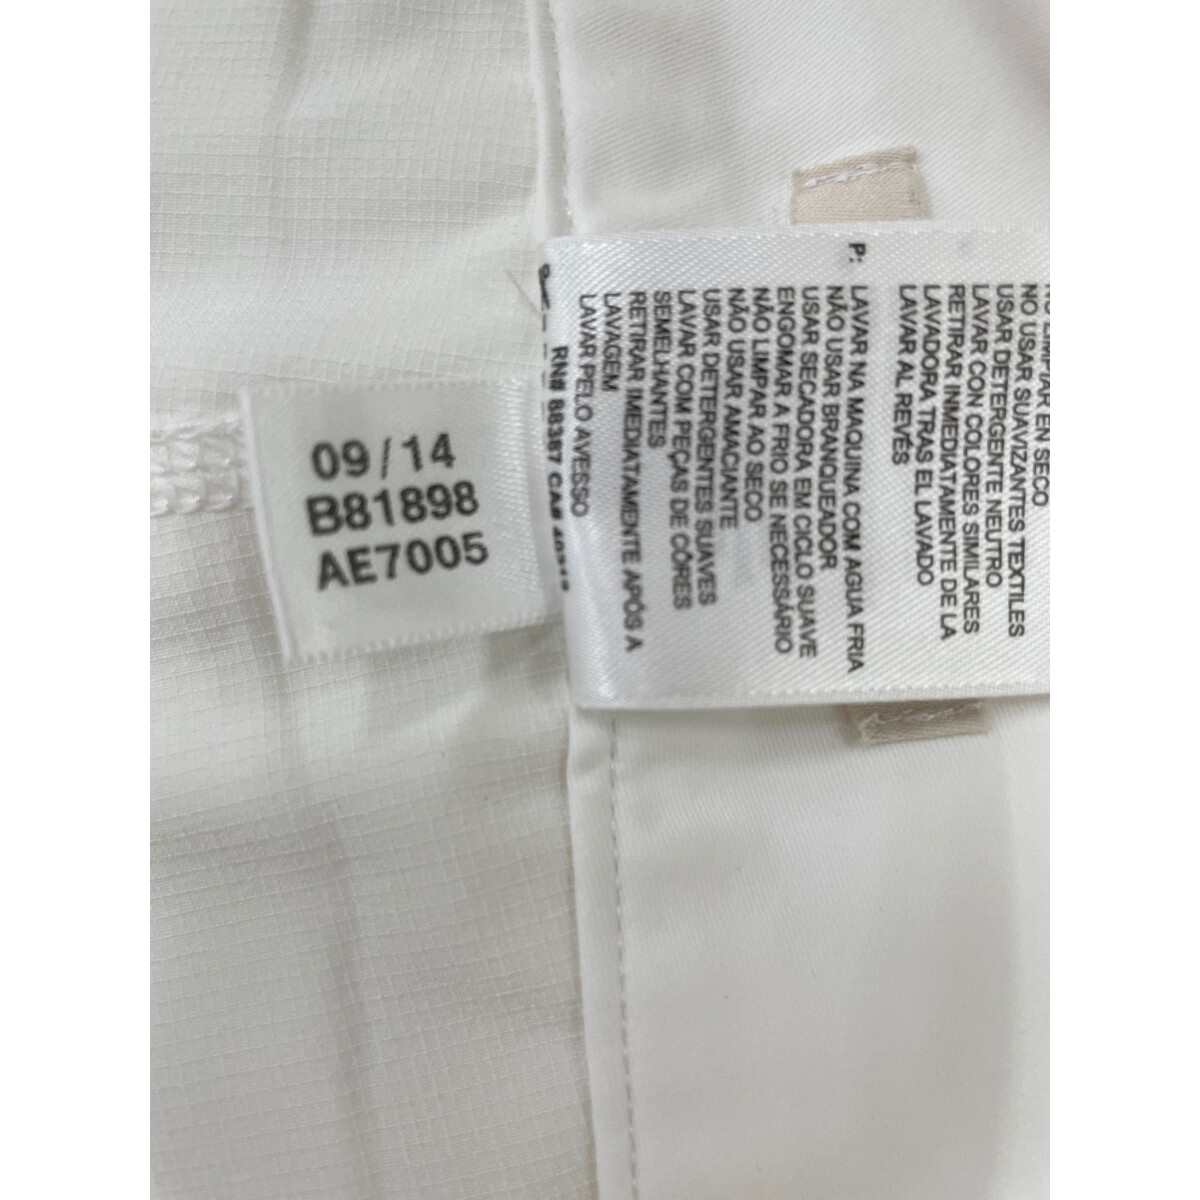 09/14
B81898
AE7005
NO LIMPIAR EN SECO
NO USAR SUAVIZANTES TEXTILES
USAR DETERGENTE NEUTRO
LAVAR CON COLORES SIMILARES
RETIRAR INMEDIATAMENTE DE LA
LAVADORA TRAS EL LAVADO
LAVAR AL REVÉS
P: LAVAR NA MAQUINA COM AGUA FRIA
NÃO USAR BRANQUEADOR
USAR SECADORA EM CICLO SUAVE
ENGOMAR A FRIO SE NECESSÁRIO
NÃO LIMPAR AO SECO
NÃO USAR AMACIANTE
USAR DETERGENTES SUAVES
LAVAR COM PEÇAS DE CÔRES
SEMELHANTES
RETIRAR IMEDIATAMENTE APÓS A
LAVAGEM
LAVAR PELO AVESSO
RN# 88387 CA#